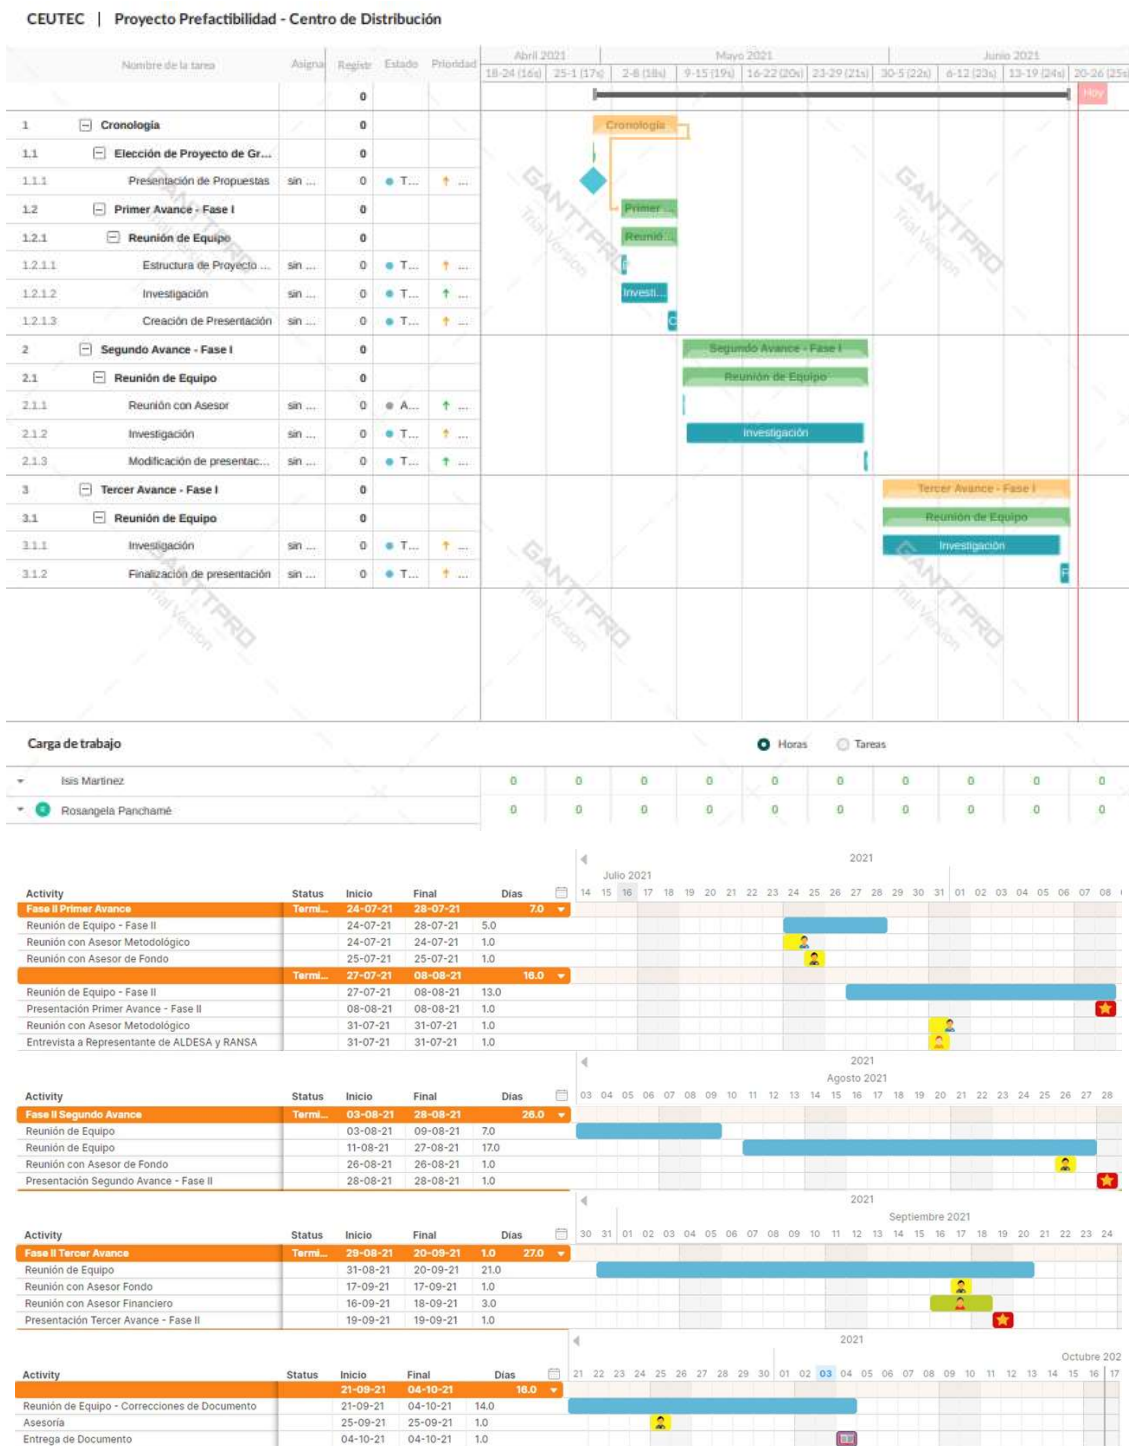 CEUTEC | Proyecto Prefactibilidad - Centro de Distribución
Abril 2021 Mayo 2021 Junio 2021
Nombre de la tarea Asigna Registr Estado Prioridad
18-24 (16s) 25-1 (17s) 2-8 (18s) 9-15 (19s) 16-22 (20s) 23-29 (21s) 30-5 (22s) 6-12 (23s) 13-19 (24s) 20-26 (25s)
0 Hoy
1 Cronología 0 Cronología
1.1 Elección de Proyecto de Gr... 0
1.1.1 Presentación de Propuestas sin ... 0 T... ...
1.2 Primer Avance - Fase I 0 Primer ...
1.2.1 Reunión de Equipo 0 Reunió ...
1.2.1.1 Estructura de Proyecto ... sin ... 0 T... ...
1.2.1.2 Investigación sin ... 0 T... ... Investi...
1.2.1.3 Creación de Presentación sin ... 0 T... ... C
2 Segundo Avance - Fase I 0 Segundo Avance - Fase I
2.1 Reunión de Equipo 0 Reunión de Equipo
2.1.1 Reunión con Asesor sin ... 0 A... ...
2.1.2 Investigación sin ... 0 T... ... Investigación
2.1.3 Modificación de presentac... sin ... 0 T... ...
3 Tercer Avance - Fase I 0 Tercer Avance - Fase I
3.1 Reunión de Equipo 0 Reunión de Equipo
3.1.1 Investigación sin ... 0 T... ... Investigación
3.1.2 Finalización de presentación sin ... 0 T... ... F
GANTTPRO
Trial Version
GANTTPRO
Trial Version
GANTTPRO
Trial Version
GANTTPRO
Trial Version
GANTTPRO
Trial Version
GANTTPRO
Trial Version
Carga de trabajo Horas Tareas
Isis Martinez 0 0 0 0 0 0 0 0 0 0
Rosangela Panchamé 0 0 0 0 0 0 0 0 0 0
2021
Julio 2021
Activity Status Inicio Final Días 14 15 16 17 18 19 20 21 22 23 24 25 26 27 28 29 30 31 01 02 03 04 05 06 07 08
Fase II Primer Avance Termi... 24-07-21 28-07-21 7.0
Reunión de Equipo - Fase II 24-07-21 28-07-21 5.0
Reunión con Asesor Metodológico 24-07-21 24-07-21 1.0
Reunión con Asesor de Fondo 25-07-21 25-07-21 1.0
Termi... 27-07-21 08-08-21 16.0
Reunión de Equipo - Fase II 27-07-21 08-08-21 13.0
Presentación Primer Avance - Fase II 08-08-21 08-08-21 1.0
Reunión con Asesor Metodológico 31-07-21 31-07-21 1.0
Entrevista a Representante de ALDESA y RANSA 31-07-21 31-07-21 1.0
2021
Agosto 2021
Activity Status Inicio Final Días 03 04 05 06 07 08 09 10 11 12 13 14 15 16 17 18 19 20 21 22 23 24 25 26 27 28
Fase II Segundo Avance Termi... 03-08-21 28-08-21 26.0
Reunión de Equipo 03-08-21 09-08-21 7.0
Reunión de Equipo 11-08-21 27-08-21 17.0
Reunión con Asesor de Fondo 26-08-21 26-08-21 1.0
Presentación Segundo Avance - Fase II 28-08-21 28-08-21 1.0
2021
Septiembre 2021
Activity Status Inicio Final Días 30 31 01 02 03 04 05 06 07 08 09 10 11 12 13 14 15 16 17 18 19 20 21 22 23 24
Fase II Tercer Avance Termi... 29-08-21 20-09-21 1.0 27.0
Reunión de Equipo 31-08-21 20-09-21 21.0
Reunión con Asesor Fondo 17-09-21 17-09-21 1.0
Reunión con Asesor Financiero 16-09-21 18-09-21 3.0
Presentación Tercer Avance - Fase II 19-09-21 19-09-21 1.0
2021
Octubre 202
Activity Status Inicio Final Días 21 22 23 24 25 26 27 28 29 30 01 02 03 04 05 06 07 08 09 10 11 12 13 14 15 16 17
21-09-21 04-10-21 16.0
Reunión de Equipo - Correcciones de Documento 21-09-21 04-10-21 14.0
Asesoría 25-09-21 25-09-21 1.0
Entrega de Documento 04-10-21 04-10-21 1.0